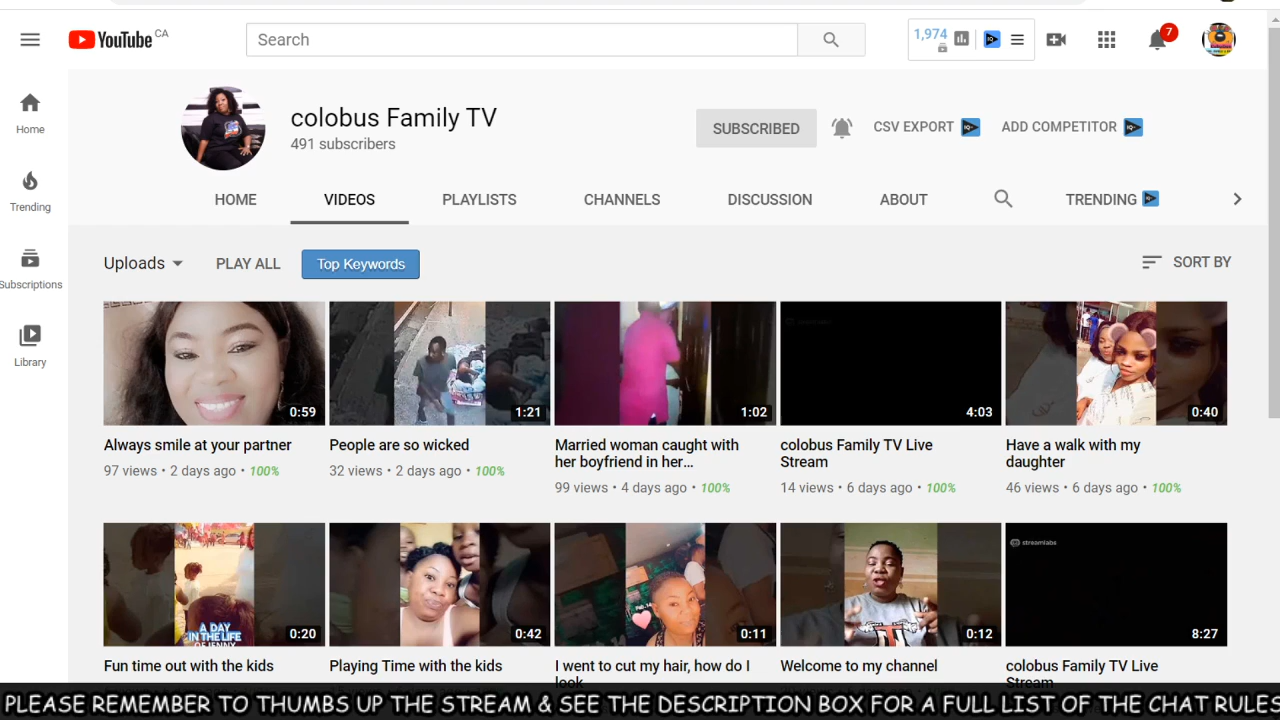 YouTube CA
Search
1,974
7
Home
Trending
Subscriptions
Library
colobus Family TV
491 subscribers
SUBSCRIBED
CSV EXPORT
ADD COMPETITOR
HOME
VIDEOS
PLAYLISTS
CHANNELS
DISCUSSION
ABOUT
TRENDING
Uploads
PLAY ALL
Top Keywords
SORT BY
0:59
Always smile at your partner
97 views • 2 days ago • 100%
1:21
People are so wicked
32 views • 2 days ago • 100%
1:02
Married woman caught with
her boyfriend in her...
99 views • 4 days ago • 100%
4:03
colobus Family TV Live
Stream
14 views • 6 days ago • 100%
0:40
Have a walk with my
daughter
46 views • 6 days ago • 100%
A DAY
IN THE LIFE
OF JENNY
0:20
Fun time out with the kids
0:42
Playing Time with the kids
0:11
I went to cut my hair, how do I
look
0:12
Welcome to my channel
streamlabs
8:27
colobus Family TV Live
Stream
PLEASE REMEMBER TO THUMBS UP THE STREAM & SEE THE DESCRIPTION BOX FOR A FULL LIST OF THE CHAT RULES